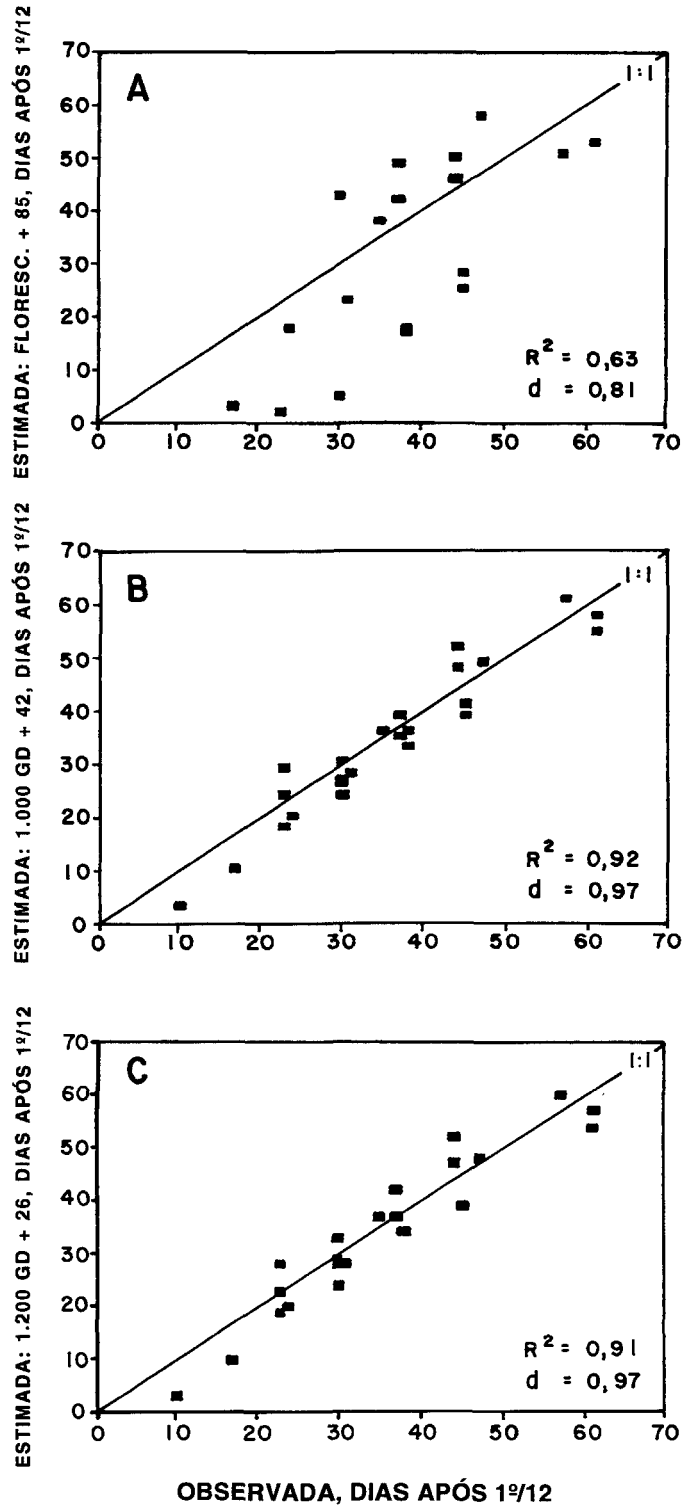 ESTIMADA: FLORESC. + 85, DIAS APÓS 1º/12
A
1:1
70
60
50
40
30
20
10
0
R² = 0,63
d = 0,81
0 10 20 30 40 50 60 70
ESTIMADA: 1.000 GD + 42, DIAS APÓS 1º/12
B
1:1
70
60
50
40
30
20
10
0
R² = 0,92
d = 0,97
0 10 20 30 40 50 60 70
ESTIMADA: 1.200 GD + 26, DIAS APÓS 1º/12
C
1:1
70
60
50
40
30
20
10
0
R² = 0,91
d = 0,97
0 10 20 30 40 50 60 70
OBSERVADA, DIAS APÓS 1º/12